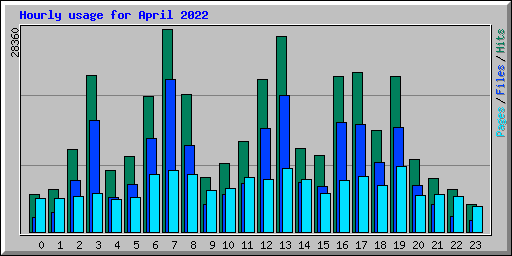 Hourly usage for April 2022
28360
Pages/Files/Hits
0 1 2 3 4 5 6 7 8 9 10 11 12 13 14 15 16 17 18 19 20 21 22 23